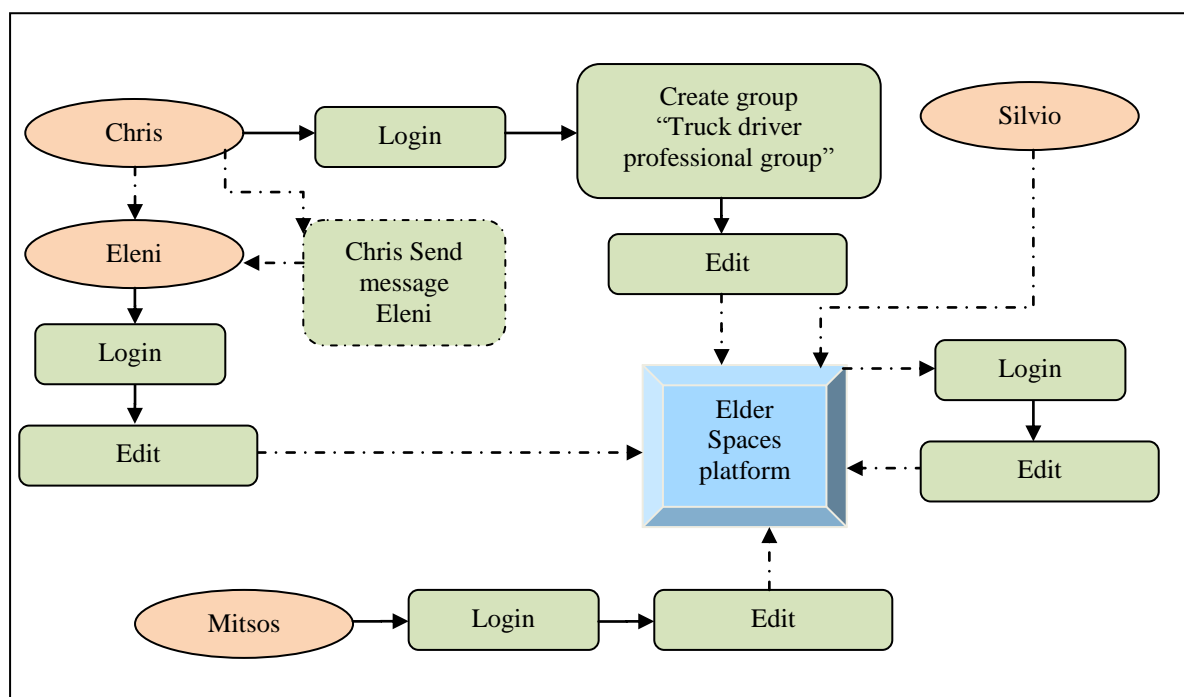 Chris
Login
Create group
“Truck driver
professional group”
Silvio
Eleni
Chris Send
message
Eleni
Edit
Login
Login
Elder
Spaces
platform
Edit
Edit
Mitsos
Login
Edit